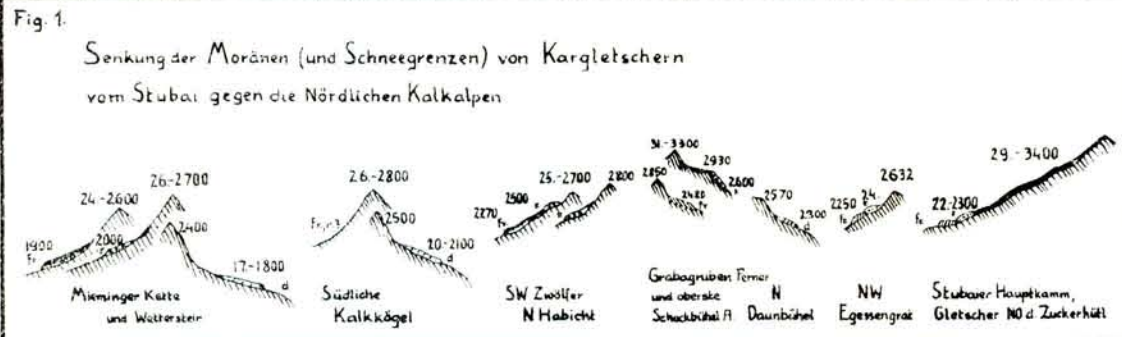 Fig. 1.
Senkung der Moränen (und Schneegrenzen) von Kargletschern
vom Stubai gegen die Nördlichen Kalkalpen
24.-2600 26.-2700
1900 2000 2400
fr.
17.-1800
d
Mieminger Kette
und Wetterstein
26.-2800
2500
20-2100
d
Südliche
Kalkkögel
25.-2700 2800
2500
2270
SW Zwölfer
N Habicht
31.-3300
2850 2930
2480 2600
Grabagruben Ferner
und oberste
2570
2300
d
N
Daunbühel
2632
2250 24.
NW
Egessengrat
29.-3400
22.-2300
Stubaier Hauptkamm,
Gletscher NO d. Zuckerhütl